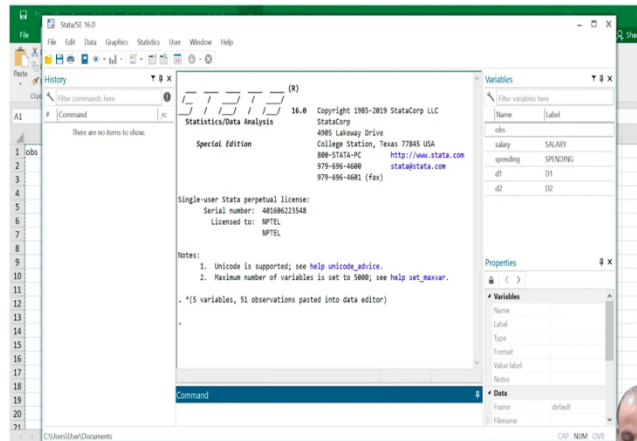 File
Sha
Paste
Clip
A1
obs
1
2
3
4
5
6
7
8
9
10
11
12
13
14
15
16
17
18
19
20
21
Stata/SE 16.0
File Edit Data Graphics Statistics User Window Help
History
Filter commands here
# Command _rc
There are no items to show.
(R)
16.0 Copyright 1985-2019 StataCorp LLC
Statistics/Data Analysis StataCorp
4905 Lakeway Drive
Special Edition College Station, Texas 77845 USA
800-STATA-PC http://www.stata.com
979-696-4600 stata@stata.com
979-696-4601 (fax)
Single-user Stata perpetual license:
Serial number: 401606223548
Licensed to: NPTEL
NPTEL
Notes:
1. Unicode is supported; see help unicode_advice.
2. Maximum number of variables is set to 5000; see help set_maxvar.
. *(5 variables, 51 observations pasted into data editor)
.
Command
Variables
Filter variables here
Name Label
obs
salary SALARY
spending SPENDING
d1 D1
d2 D2
Properties
Variables
Name
Label
Type
Format
Value label
Notes
Data
Frame default
Filename
C:\Users\User\Documents
CAP NUM OVR